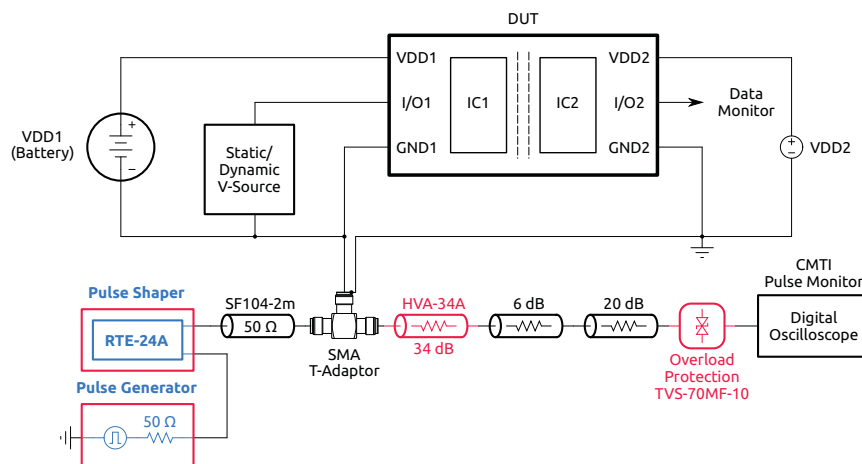 DUT
VDD1
VDD2
I/O1
IC1
IC2
I/O2
Data
Monitor
GND1
GND2
+
−
VDD1
(Battery)
Static/
Dynamic
V-Source
+
−
VDD2
Pulse Shaper
RTE-24A
SF104-2m
50 Ω
SMA
T-Adaptor
HVA-34A
34 dB
6 dB
20 dB
Overload
Protection
TVS-70MF-10
CMTI
Pulse Monitor
Digital
Oscilloscope
Pulse Generator
50 Ω